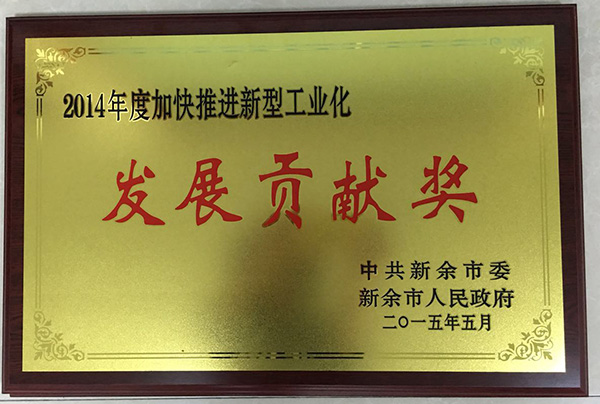 2014年度加快推进新型工业化
发展贡献奖
中共新余市委
新余市人民政府
二〇一五年五月